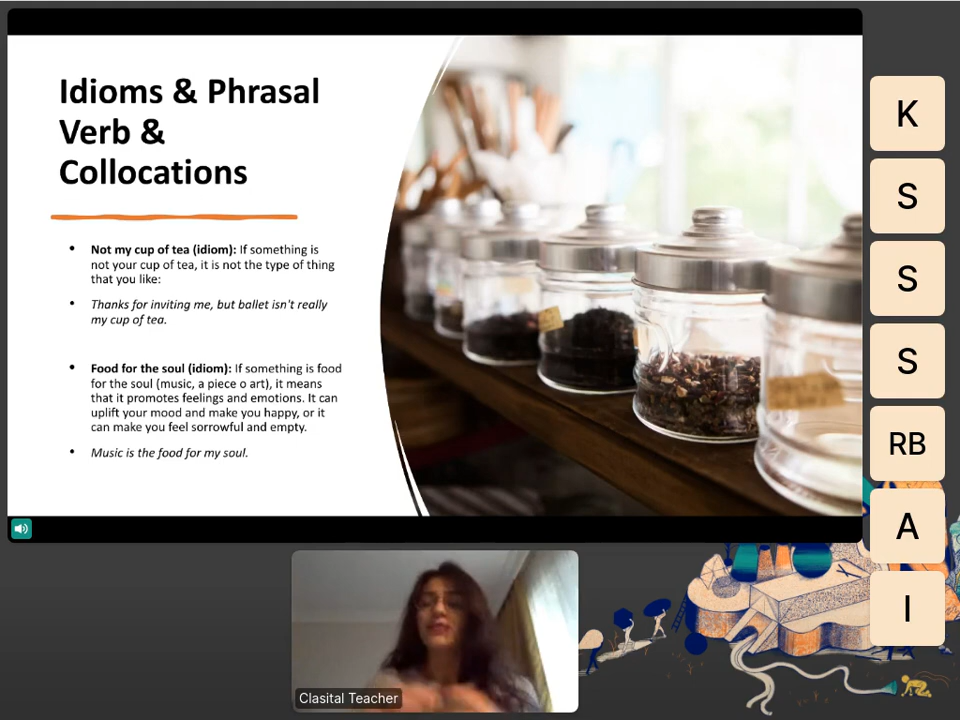 Idioms & Phrasal
Verb &
Collocations
Not my cup of tea (idiom): If something is
not your cup of tea, it is not the type of thing
that you like:
Thanks for inviting me, but ballet isn't really
my cup of tea.
Food for the soul (idiom): If something is food
for the soul (music, a piece o art), it means
that it promotes feelings and emotions. It can
uplift your mood and make you happy, or it
can make you feel sorrowful and empty.
Music is the food for my soul.
K
S
S
S
RB
A
I
Clasital Teacher